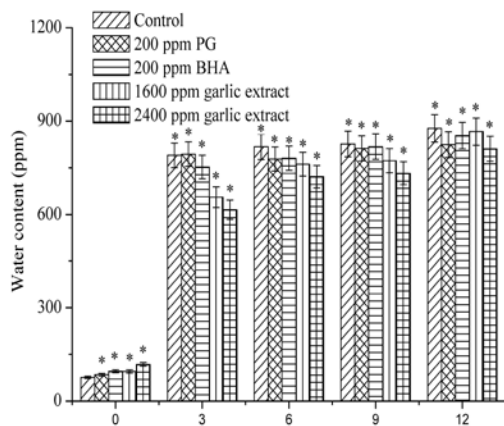 Control
200 ppm PG
200 ppm BHA
1600 ppm garlic extract
2400 ppm garlic extract
1200
900
600
300
0
Water content (ppm)
* * * * *
* * * * *
* * * * *
* * * * *
* * * *
0 3 6 9 12